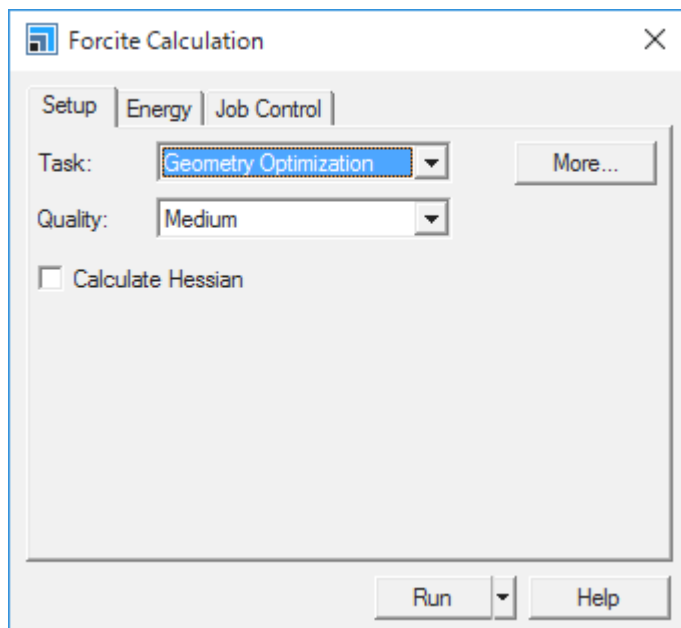 Forcite Calculation
Setup Energy Job Control
Task: Geometry Optimization More...
Quality: Medium
Calculate Hessian
Run Help